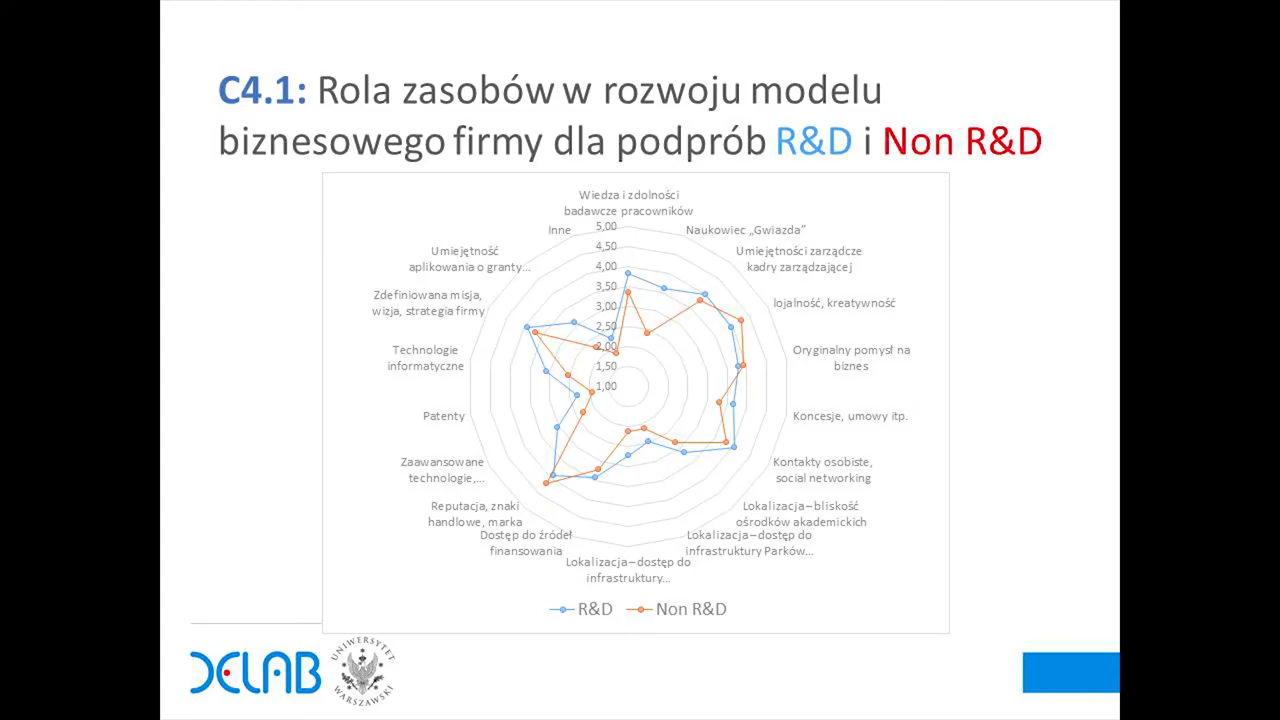 C4.1: Rola zasobów w rozwoju modelu
biznesowego firmy dla podprób R&D i Non R&D
Wiedza i zdolności
badawcze pracowników
Naukowiec „Gwiazda”
Umiejętności zarządcze
kadry zarządzającej
lojalność, kreatywność
Oryginalny pomysł na
biznes
Koncesje, umowy itp.
Kontakty osobiste,
social networking
Lokalizacja – bliskość
ośrodków akademickich
Lokalizacja – dostęp do
infrastruktury Parków...
Lokalizacja – dostęp do
infrastruktury...
Dostęp do źródeł
finansowania
Reputacja, znaki
handlowe, marka
Zaawansowane
technologie,...
Patenty
Technologie
informatyczne
Zdefiniowana misja,
wizja, strategia firmy
Umiejętność
aplikowania o granty...
Inne
5,00
4,50
4,00
3,50
3,00
2,50
2,00
1,50
1,00
R&D
Non R&D
DELAB
UNIWERSYTET
WARSZAWSKI